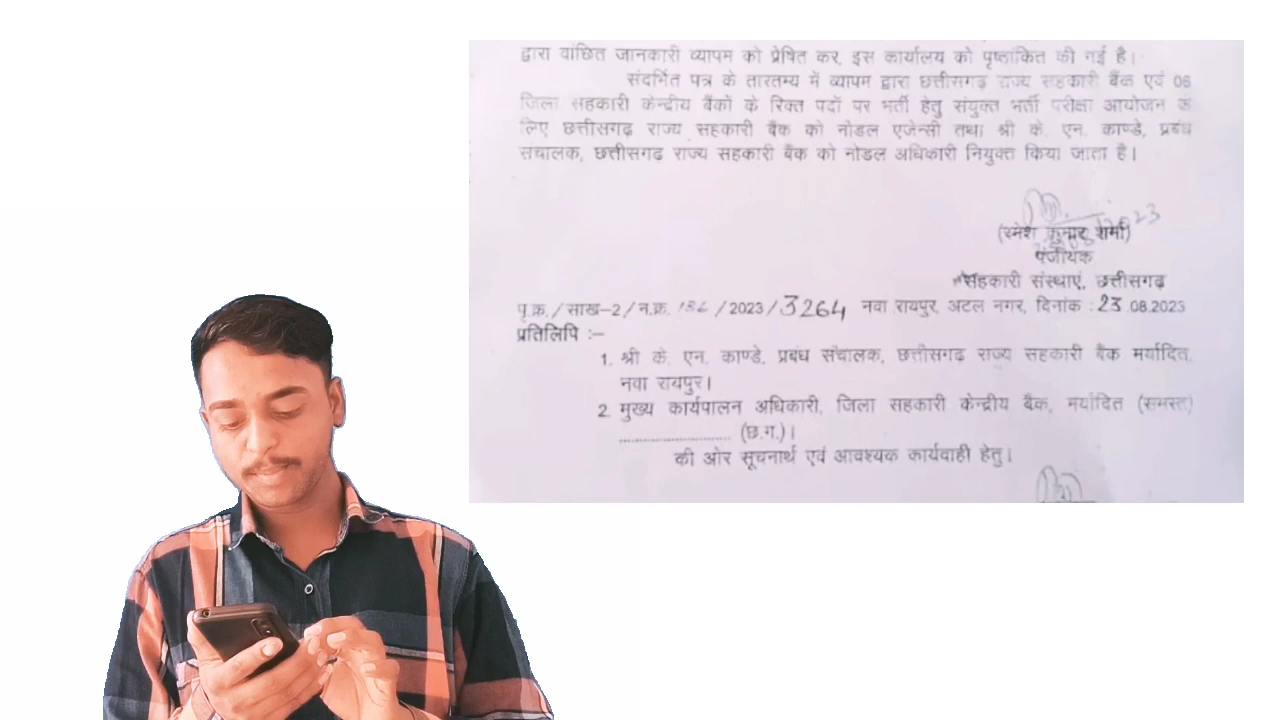 द्वारा वांछित जानकारी व्यापम को प्रेषित कर, इस कार्यालय को पृष्ठांकित की गई है।
संदर्भित पत्र के तारतम्य में व्यापम द्वारा छत्तीसगढ़ राज्य सहकारी बैंक एवं 06
जिला सहकारी केन्द्रीय बैंकों के रिक्त पदों पर भर्ती हेतु संयुक्त भर्ती परीक्षा आयोजन के
लिए छत्तीसगढ़ राज्य सहकारी बैंक को नोडल एजेन्सी तथा श्री के. एन. काण्डे, प्रबंध
संचालक, छत्तीसगढ राज्य सहकारी बैंक को नोडल अधिकारी नियुक्त किया जाता है।
23
(रमेश कुमार शर्मा)
पंजीयक
सहकारी संस्थाएं, छत्तीसगढ़
पृ.क्र./साख-2/न.क्र. /2023/3264 नवा रायपुर, अटल नगर, दिनांक :23.08.2023
प्रतिलिपि :-
1. श्री के. एन. काण्डे, प्रबंध संचालक, छत्तीसगढ़ राज्य सहकारी बैंक मर्यादित,
नवा रायपुर।
2. मुख्य कार्यपालन अधिकारी, जिला सहकारी केन्द्रीय बैंक, मर्यादित (समस्त)
.......................... (छ.ग.)।
की ओर सूचनार्थ एवं आवश्यक कार्यवाही हेतु।